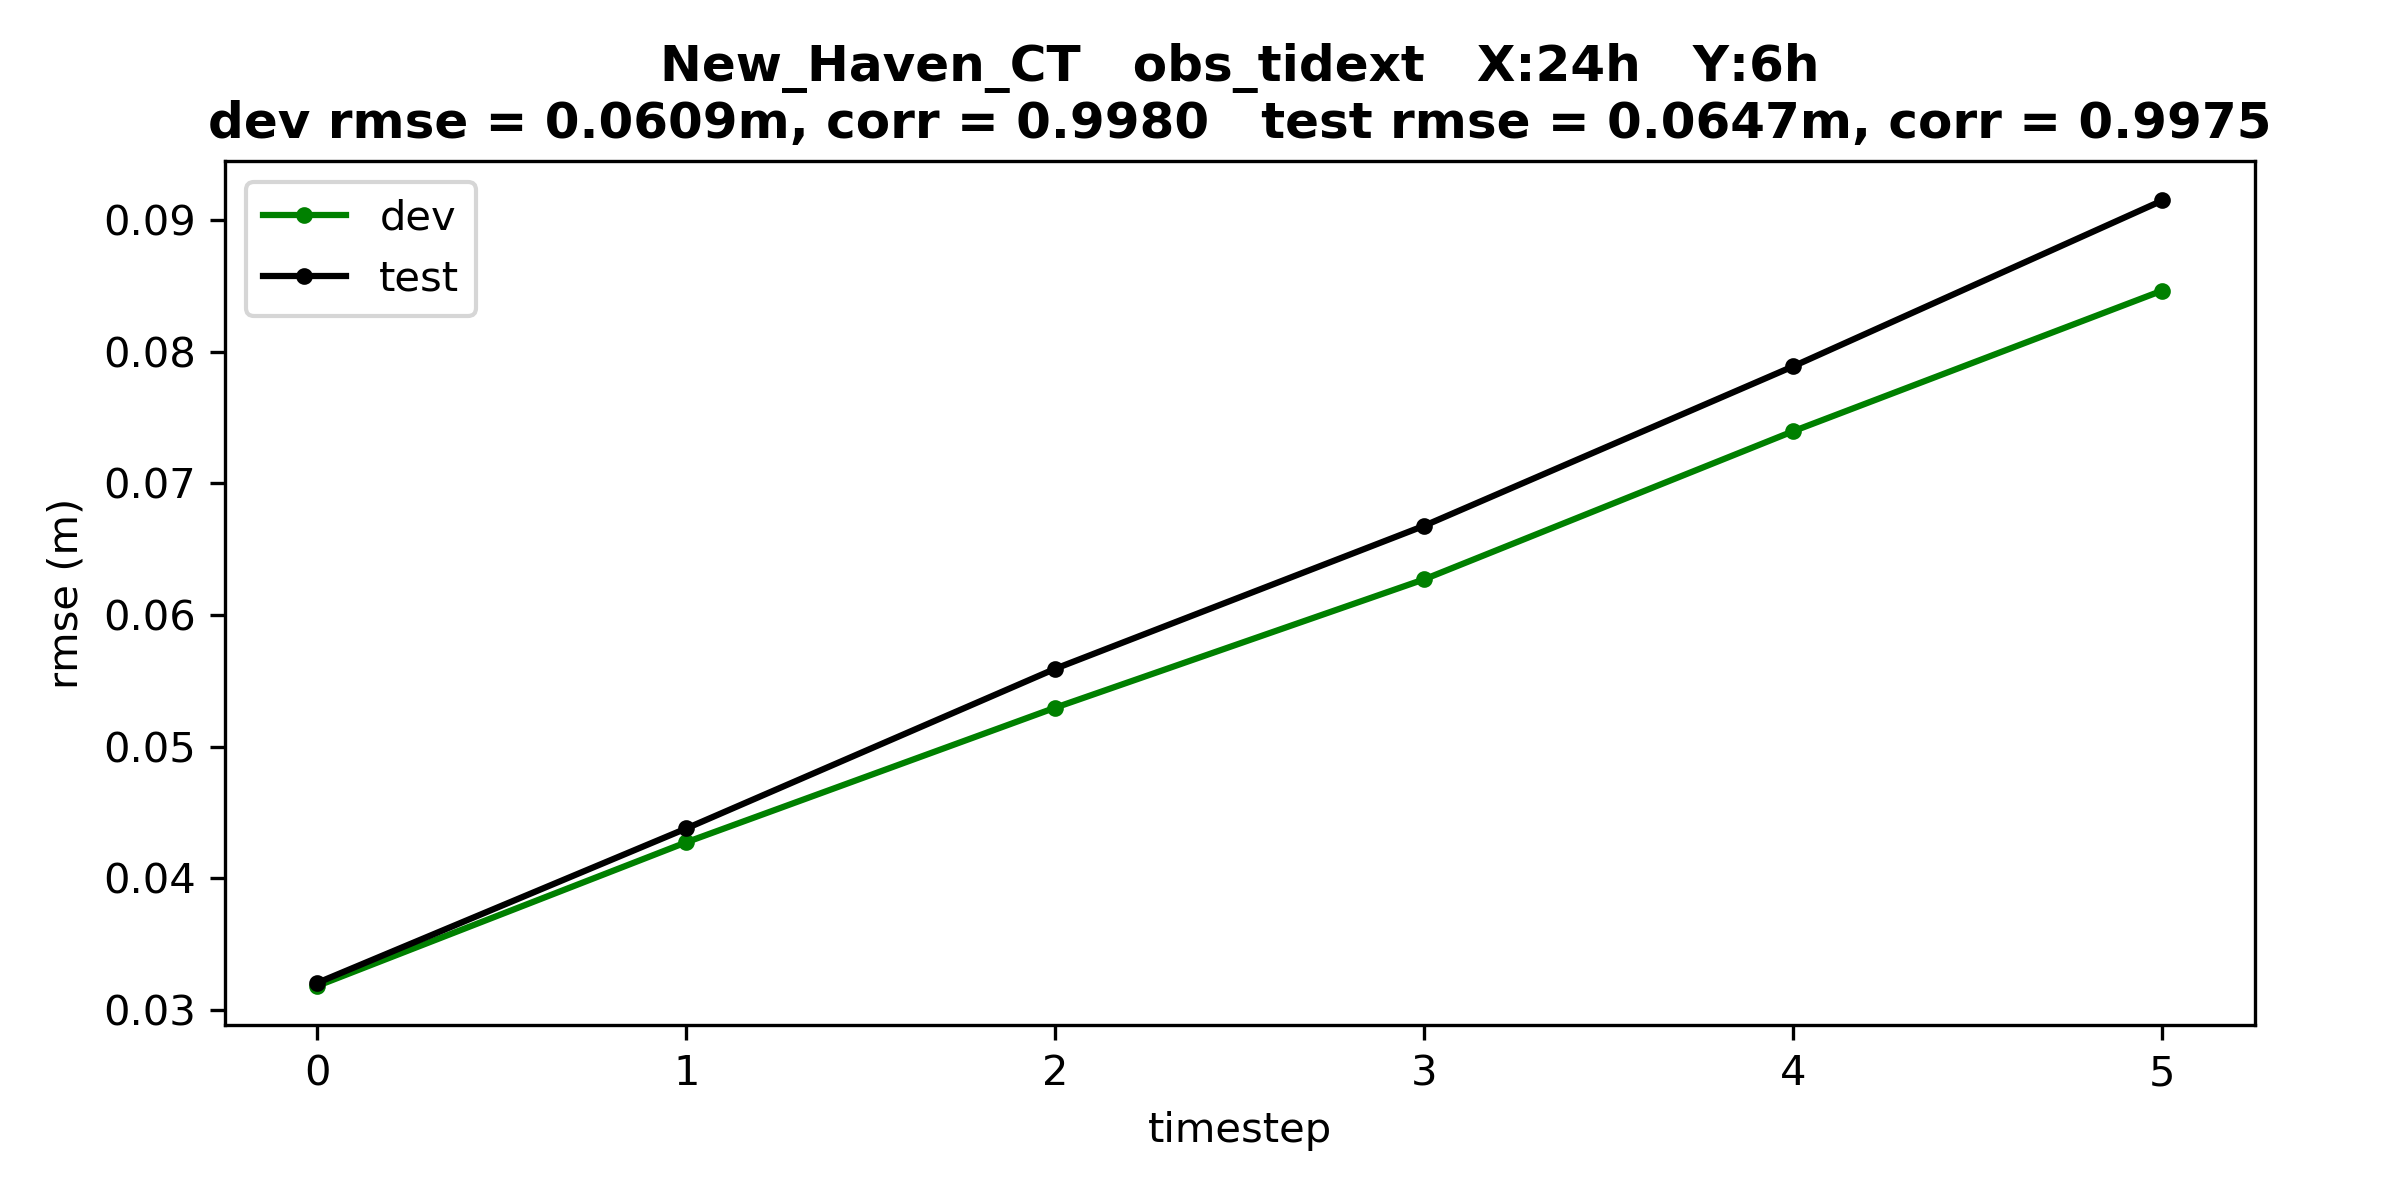 New_Haven_CT   obs_tidext   X:24h   Y:6h
dev rmse = 0.0609m, corr = 0.9980   test rmse = 0.0647m, corr = 0.9975
dev
test
0.09
0.08
0.07
0.06
0.05
0.04
0.03
rmse (m)
0 1 2 3 4 5
timestep